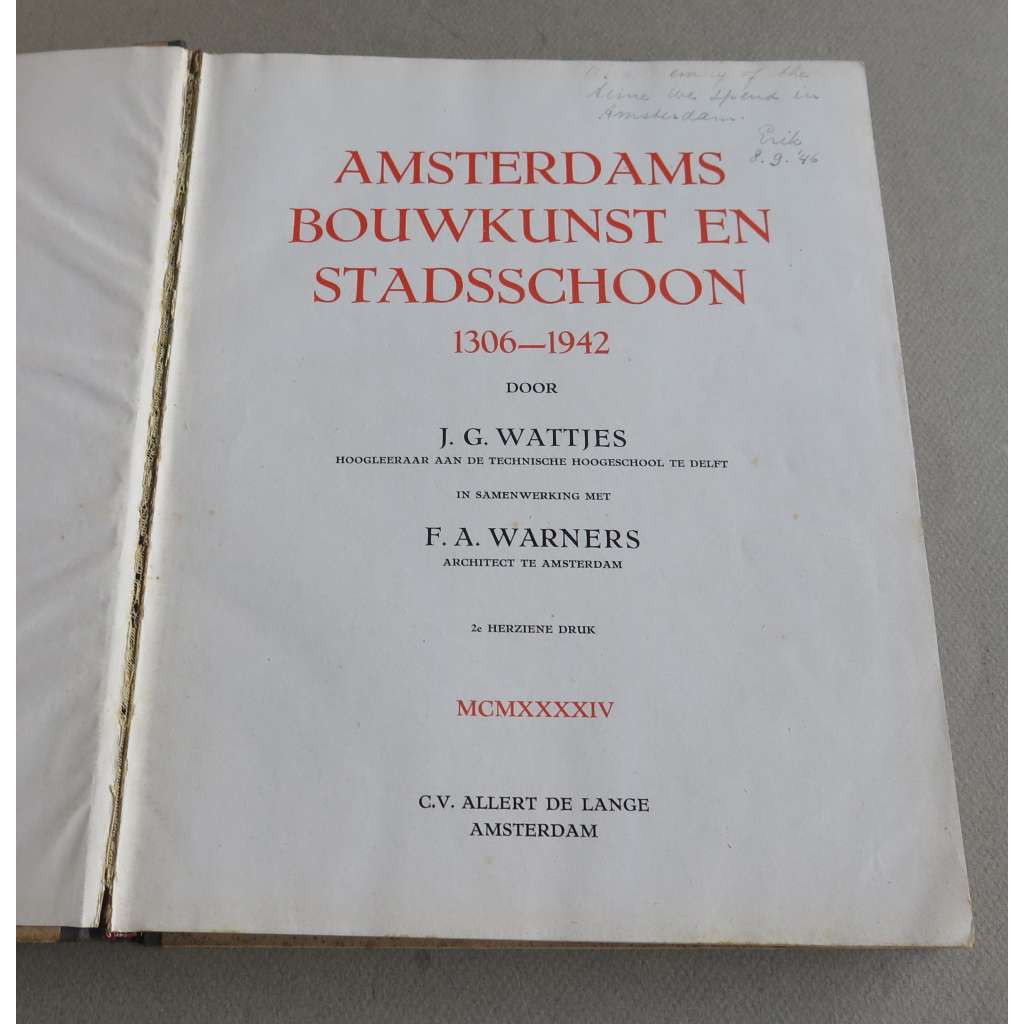 of the
time we spend in
Amsterdam.
Erik
8.9.'46
AMSTERDAMS
BOUWKUNST EN
STADSSCHOON
1306—1942
DOOR
J. G. WATTJES
HOOGLEERAAR AAN DE TECHNISCHE HOOGESCHOOL TE DELFT
IN SAMENWERKING MET
F. A. WARNERS
ARCHITECT TE AMSTERDAM
2e HERZIENE DRUK
MCMXXXXIV
C.V. ALLERT DE LANGE
AMSTERDAM